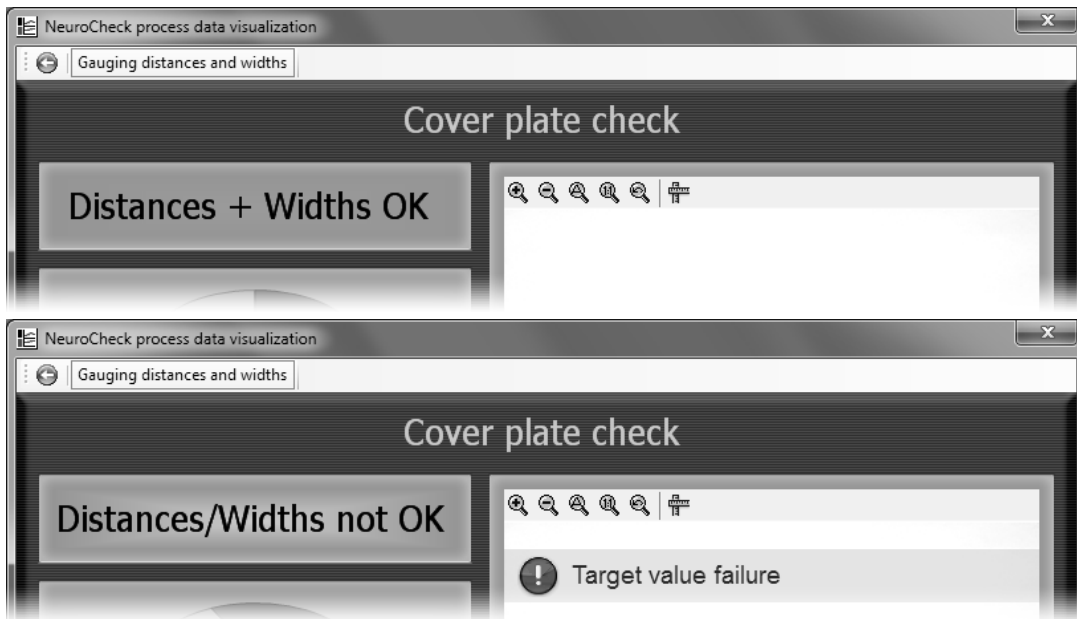 NeuroCheck process data visualization
Gauging distances and widths
Cover plate check
Distances + Widths OK
NeuroCheck process data visualization
Gauging distances and widths
Cover plate check
Distances/Widths not OK
Target value failure